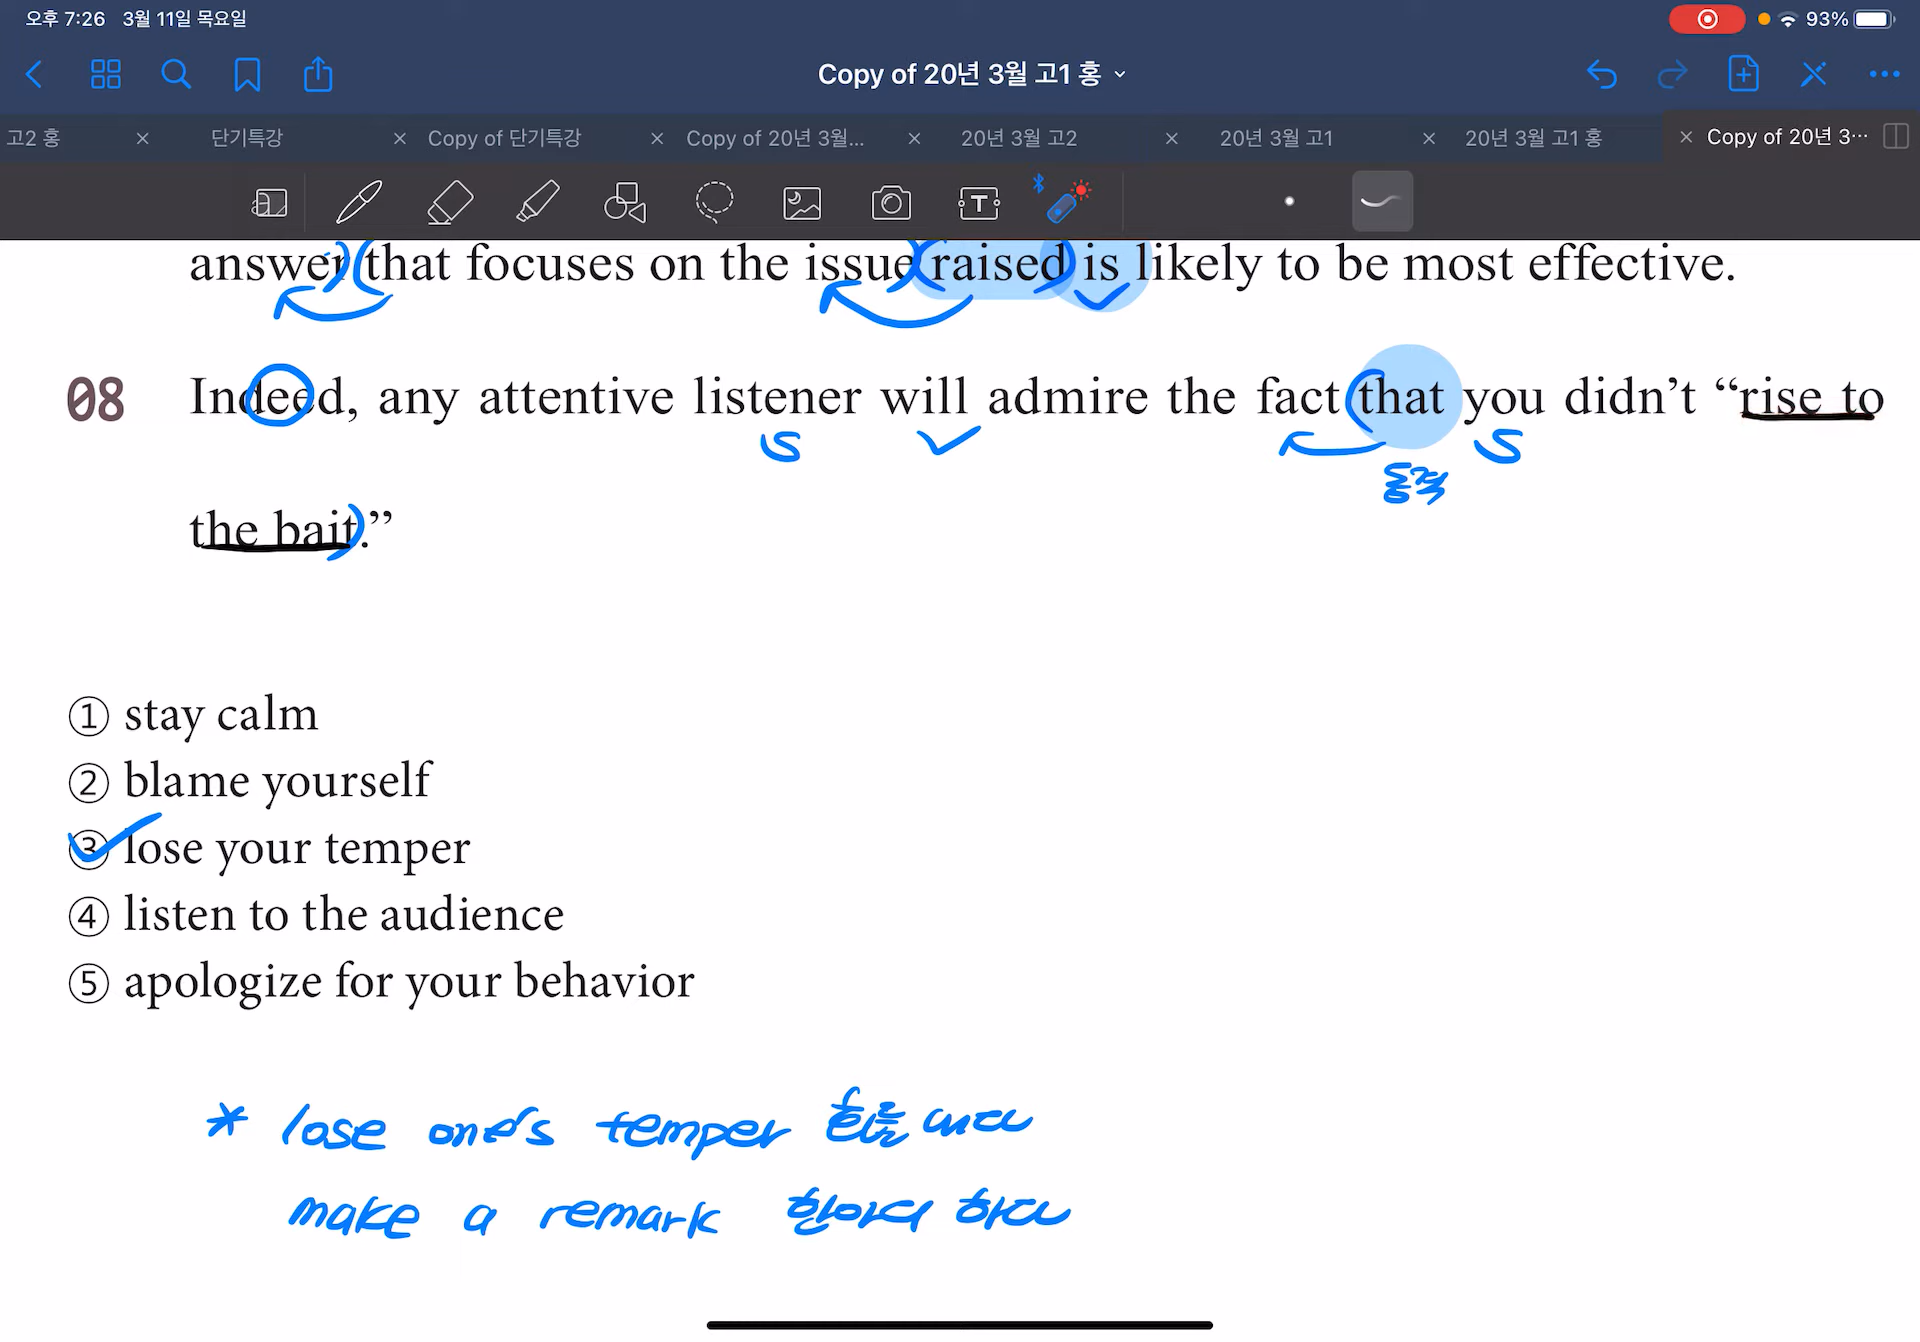 오후 7:26 3월 11일 목요일 93%
Copy of 20년 3월 고1 홍
고2 홍 단기특강 Copy of 단기특강 Copy of 20년 3월... 20년 3월 고2 20년 3월 고1 20년 3월 고1 홍 Copy of 20년 3...
answer that focuses on the issue raised is likely to be most effective.
08 Indeed, any attentive listener will admire the fact that you didn't “rise to
S S
동격
the bait.”
① stay calm
② blame yourself
③ lose your temper
④ listen to the audience
⑤ apologize for your behavior
* lose one's temper 화를 내다
make a remark 한마디 하다